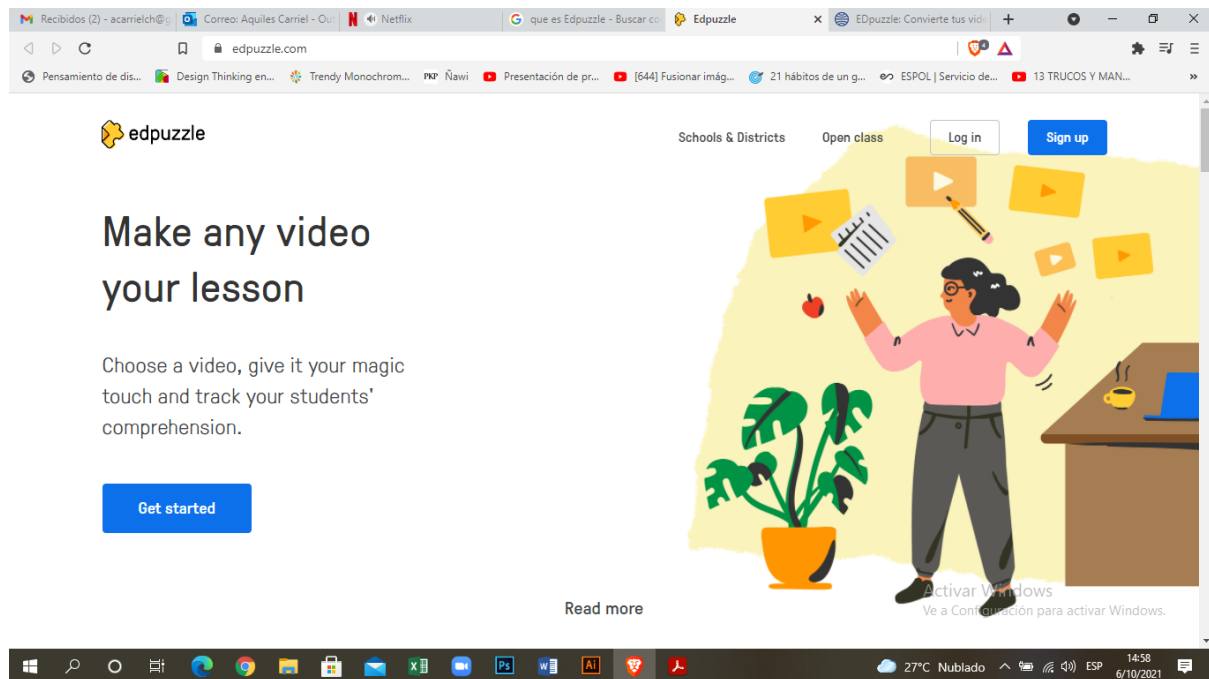 Recibidos (2) - acarrielch@g
Correo: Aquiles Carriel - Out
Netflix
que es Edpuzzle - Buscar co
Edpuzzle
EDpuzzle: Convierte tus vide
edpuzzle.com
Pensamiento de dis...
Design Thinking en...
Trendy Monochrom...
PKP Ñawi
Presentación de pr...
[644] Fusionar imág...
21 hábitos de un g...
ESPOL | Servicio de...
13 TRUCOS Y MAN...
edpuzzle
Schools & Districts
Open class
Log in
Sign up
Make any video
your lesson
Choose a video, give it your magic
touch and track your students'
comprehension.
Get started
Read more
Activar Windows
Ve a Configuración para activar Windows.
Ps
Ai
27°C Nublado
ESP
14:58
6/10/2021